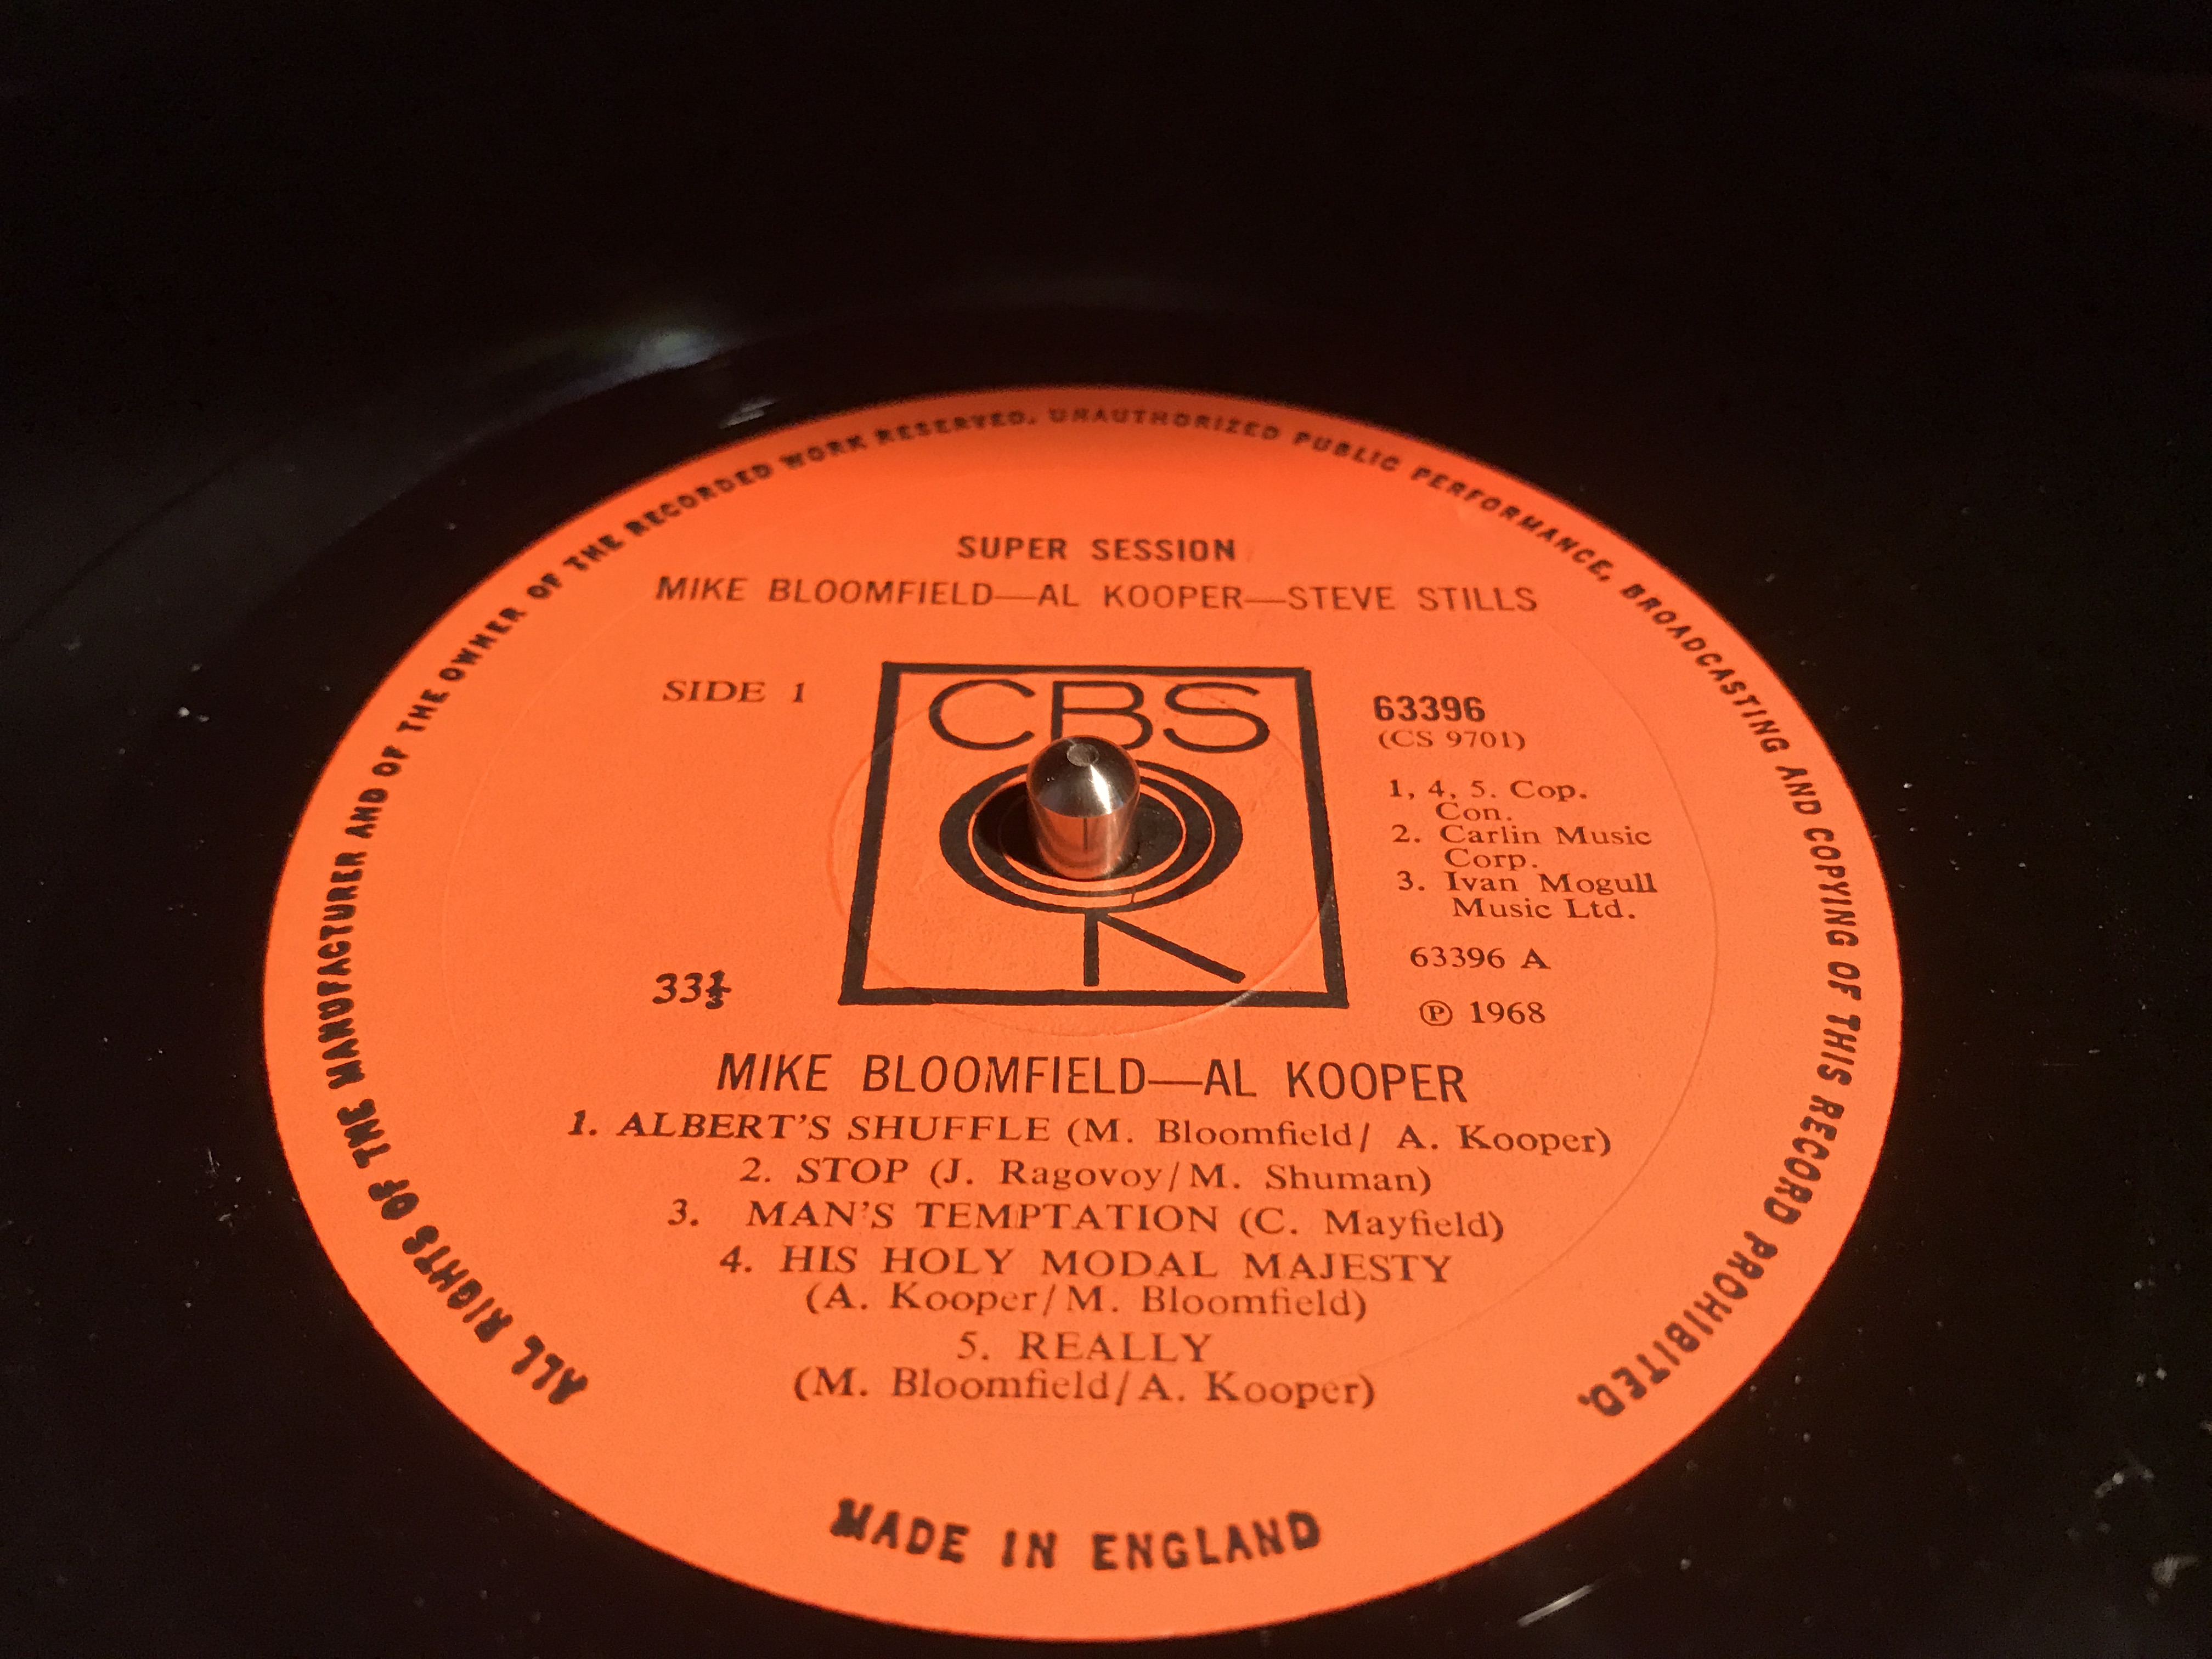 ALL RIGHTS OF THE MANUFACTURER AND OF THE OWNER OF THE RECORDED WORK RESERVED. UNAUTHORIZED PUBLIC PERFORMANCE, BROADCASTING AND COPYING OF THIS RECORD PROHIBITED.
SUPER SESSION
MIKE BLOOMFIELD—AL KOOPER—STEVE STILLS
SIDE 1
CBS
63396
(CS 9701)
1, 4, 5. Cop.
Con.
2. Carlin Music
Corp.
3. Ivan Mogull
Music Ltd.
63396 A
33⅓
℗ 1968
MIKE BLOOMFIELD—AL KOOPER
1. ALBERT'S SHUFFLE (M. Bloomfield/ A. Kooper)
2. STOP (J. Ragovoy/M. Shuman)
3. MAN'S TEMPTATION (C. Mayfield)
4. HIS HOLY MODAL MAJESTY
(A. Kooper/M. Bloomfield)
5. REALLY
(M. Bloomfield/A. Kooper)
MADE IN ENGLAND